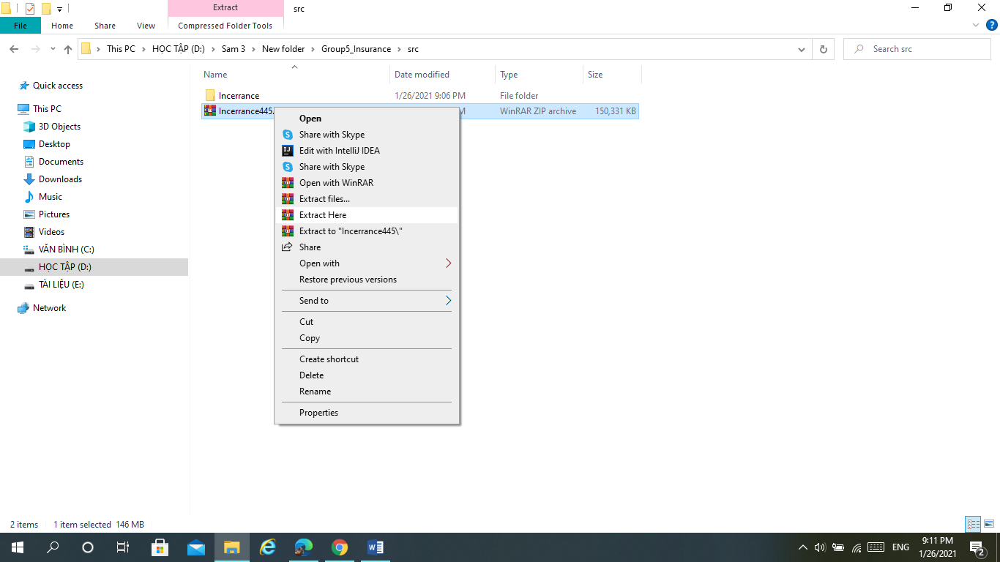 Extract
src
File
Home
Share
View
Compressed Folder Tools
This PC
HỌC TẬP (D:)
Sam 3
New folder
Group5_Insurance
src
Search src
Name
Date modified
Type
Size
Incerrance
1/26/2021 9:06 PM
File folder
Incerrance445.
M
WinRAR ZIP archive
150,331 KB
Quick access
This PC
3D Objects
Desktop
Documents
Downloads
Music
Pictures
Videos
VĂN BÌNH (C:)
HỌC TẬP (D:)
TÀI LIỆU (E:)
Network
Open
Share with Skype
Edit with IntelliJ IDEA
Share with Skype
Open with WinRAR
Extract files...
Extract Here
Extract to "Incerrance445\"
Share
Open with
Restore previous versions
Send to
Cut
Copy
Create shortcut
Delete
Rename
Properties
2 items
1 item selected 146 MB
ENG
9:11 PM
1/26/2021
2